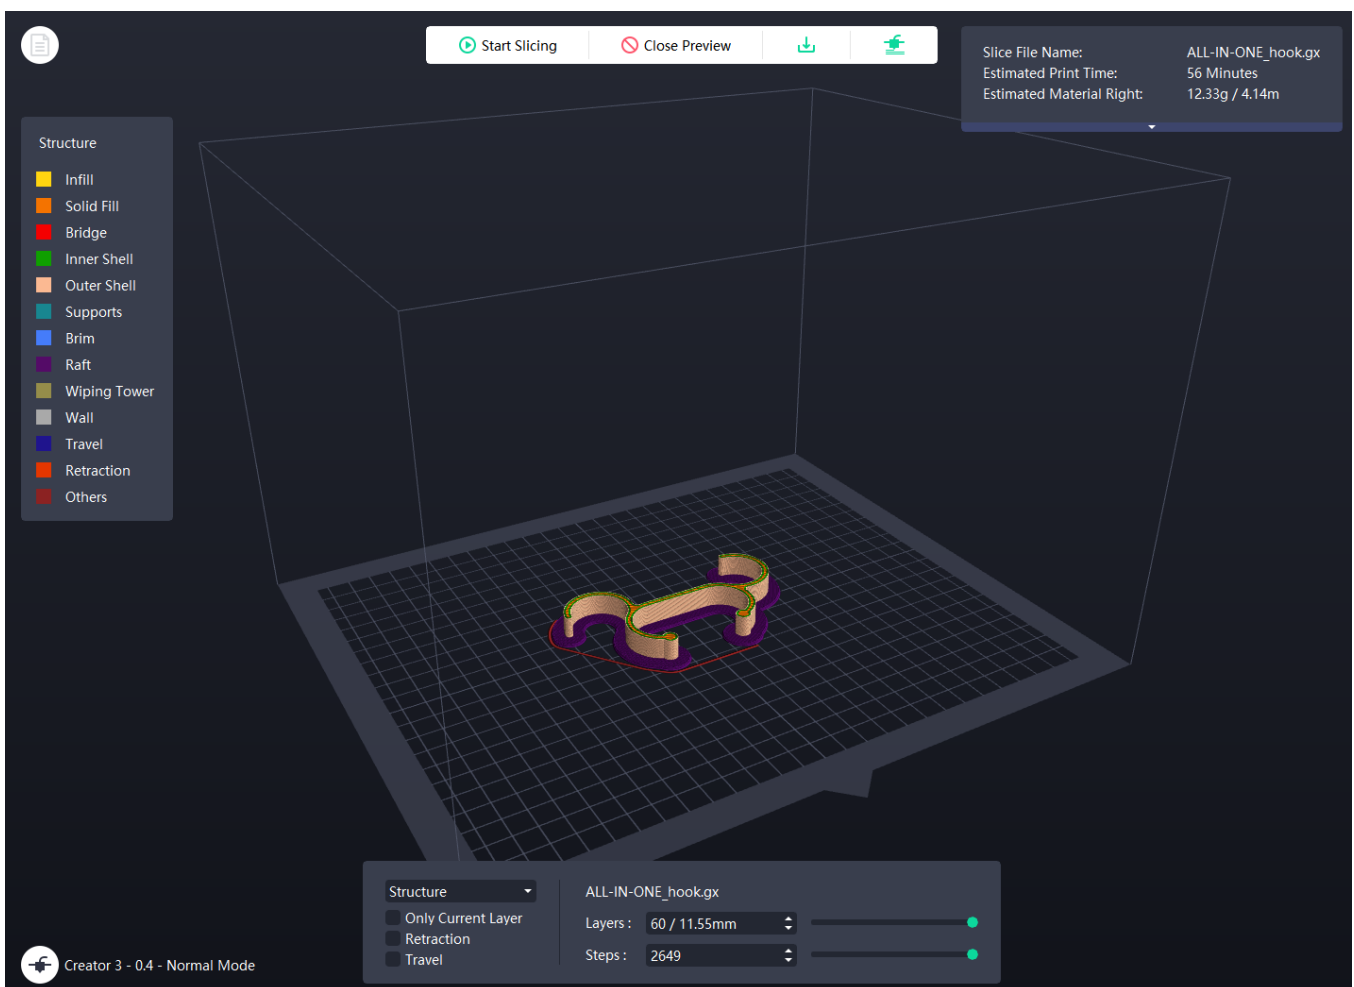 Start Slicing
Close Preview
Slice File Name: ALL-IN-ONE_hook.gx
Estimated Print Time: 56 Minutes
Estimated Material Right: 12.33g / 4.14m
Structure
Infill
Solid Fill
Bridge
Inner Shell
Outer Shell
Supports
Brim
Raft
Wiping Tower
Wall
Travel
Retraction
Others
Structure
Only Current Layer
Retraction
Travel
ALL-IN-ONE_hook.gx
Layers : 60 / 11.55mm
Steps : 2649
Creator 3 - 0.4 - Normal Mode